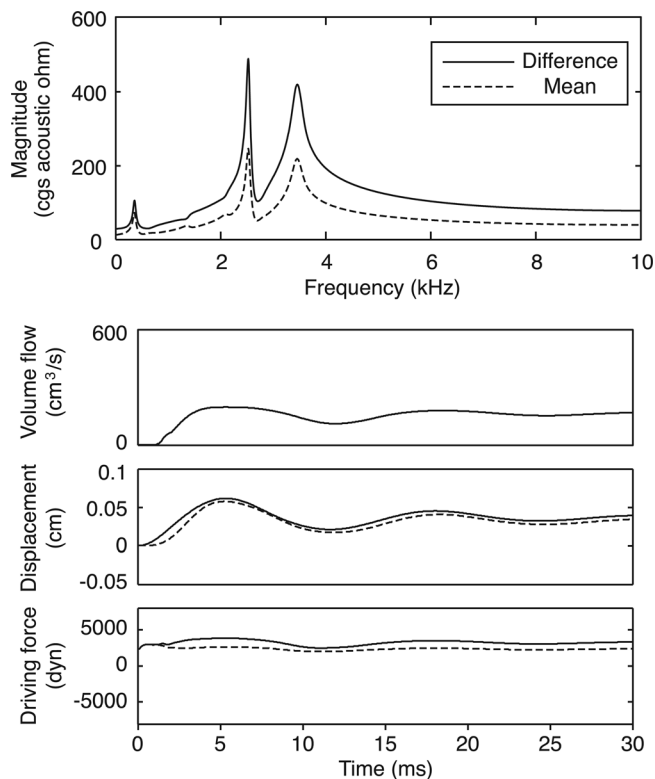 600
400
200
0
Magnitude
(cgs acoustic ohm)
Difference
Mean
0 2 4 6 8 10
Frequency (kHz)
600
0
Volume flow
(cm³/s)
0.1
0.05
0
-0.05
Displacement
(cm)
5000
0
-5000
Driving force
(dyn)
0 5 10 15 20 25 30
Time (ms)